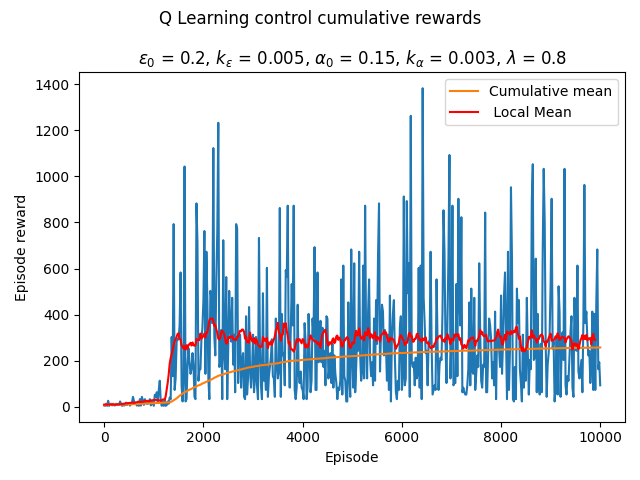 Q Learning control cumulative rewards
ε₀ = 0.2, kε = 0.005, α₀ = 0.15, kα = 0.003, λ = 0.8
Cumulative mean
Local Mean
Episode reward
1400
1200
1000
800
600
400
200
0
0 2000 4000 6000 8000 10000
Episode